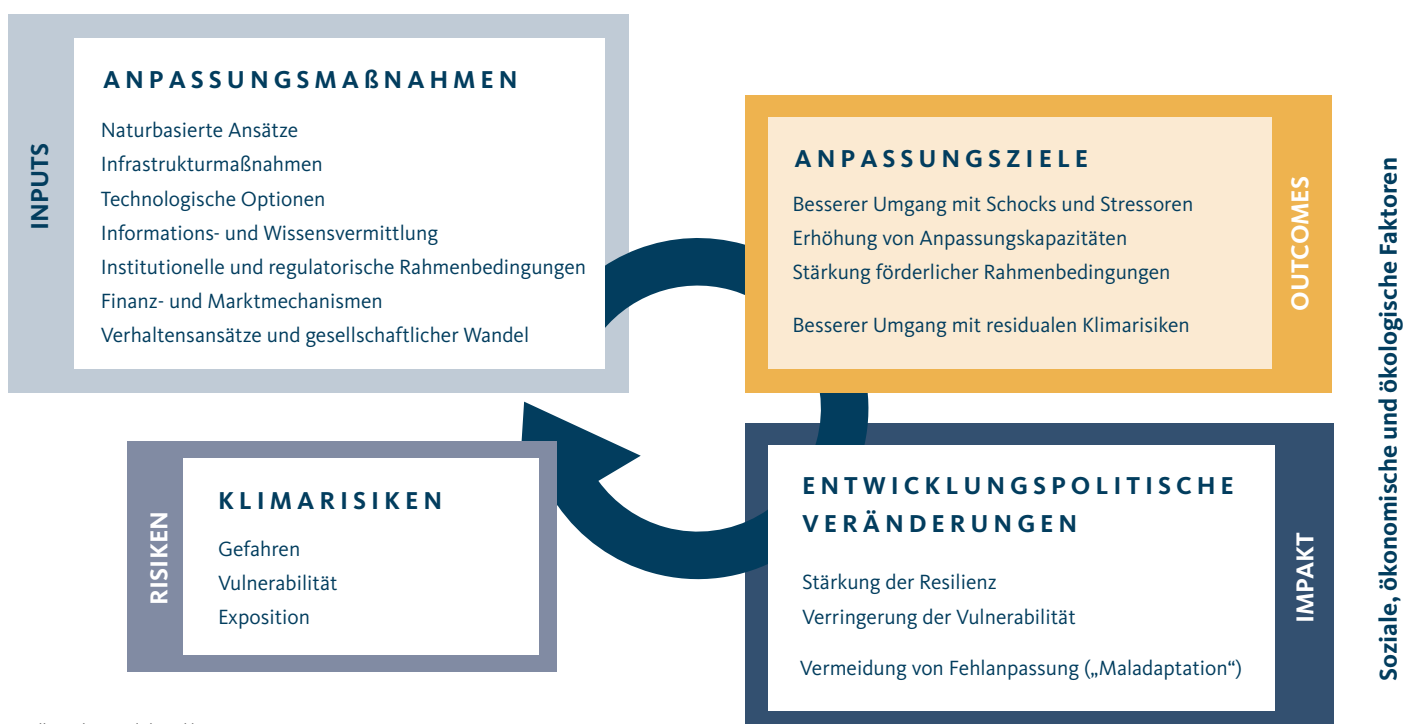 INPUTS
ANPASSUNGSMAßNAHMEN
Naturbasierte Ansätze
Infrastrukturmaßnahmen
Technologische Optionen
Informations- und Wissensvermittlung
Institutionelle und regulatorische Rahmenbedingungen
Finanz- und Marktmechanismen
Verhaltensansätze und gesellschaftlicher Wandel
ANPASSUNGSZIELE
Besserer Umgang mit Schocks und Stressoren
Erhöhung von Anpassungskapazitäten
Stärkung förderlicher Rahmenbedingungen
Besserer Umgang mit residualen Klimarisiken
OUTCOMES
RISIKEN
KLIMARISIKEN
Gefahren
Vulnerabilität
Exposition
ENTWICKLUNGSPOLITISCHE
VERÄNDERUNGEN
Stärkung der Resilienz
Verringerung der Vulnerabilität
Vermeidung von Fehlanpassung („Maladaptation“)
IMPAKT
Soziale, ökonomische und ökologische Faktoren